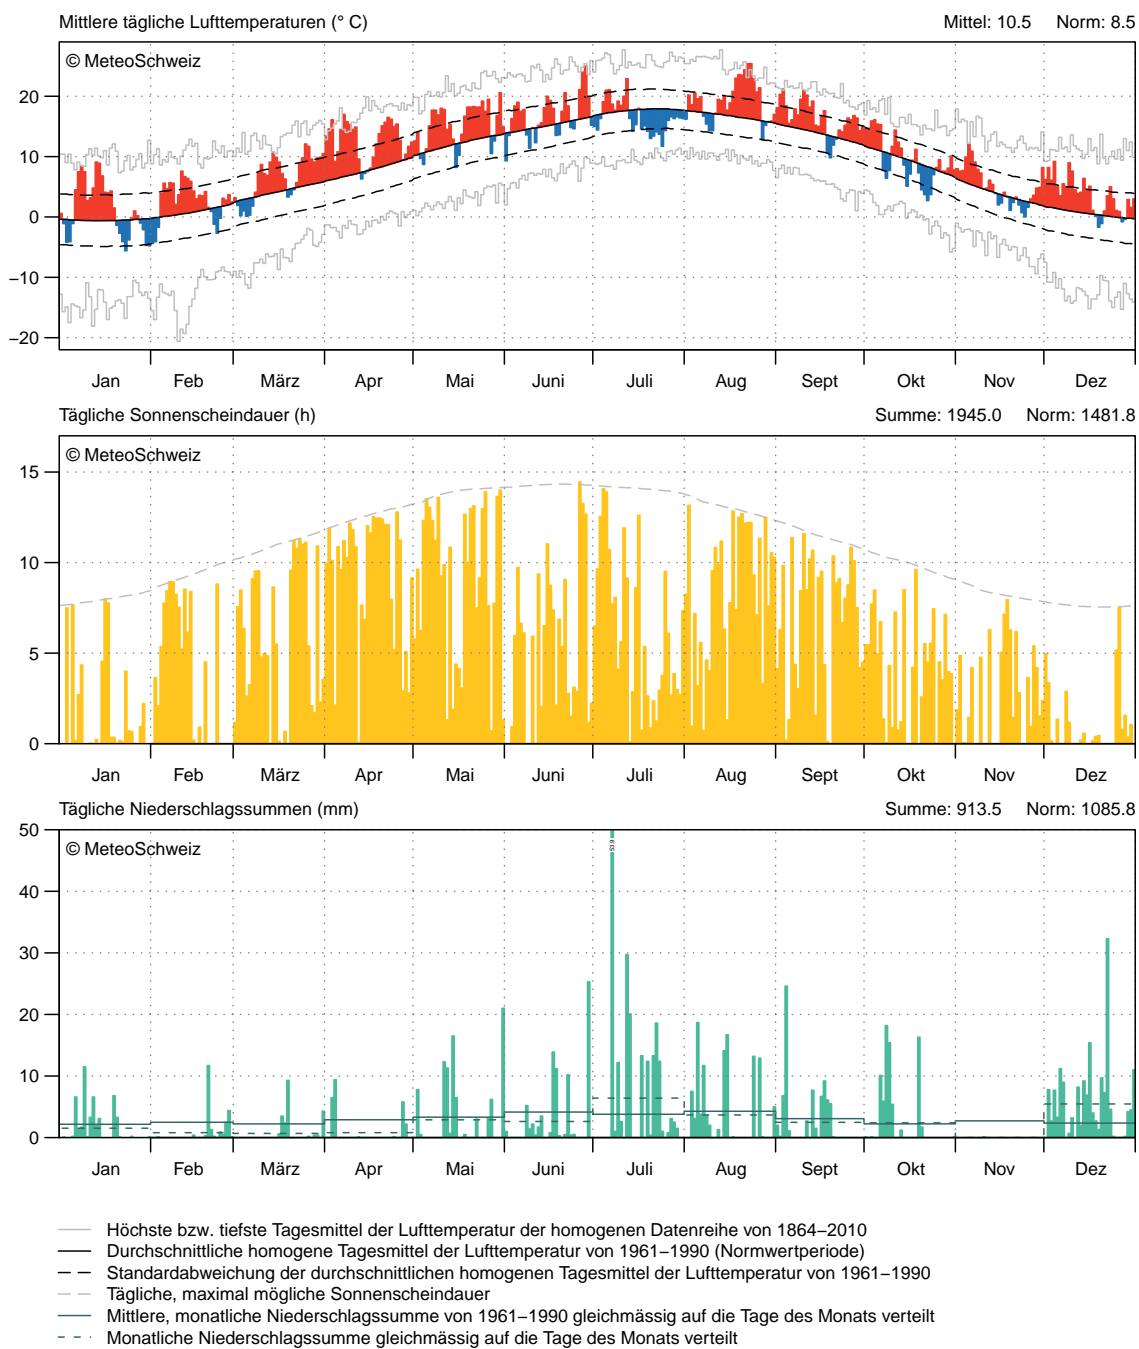 Mittlere tägliche Lufttemperaturen (° C) Mittel: 10.5 Norm: 8.5
© MeteoSchweiz
20
10
0
−10
−20
Jan Feb März Apr Mai Juni Juli Aug Sept Okt Nov Dez
Tägliche Sonnenscheindauer (h) Summe: 1945.0 Norm: 1481.8
© MeteoSchweiz
15
10
5
0
Jan Feb März Apr Mai Juni Juli Aug Sept Okt Nov Dez
Tägliche Niederschlagssummen (mm) Summe: 913.5 Norm: 1085.8
50
© MeteoSchweiz
53.9
40
30
20
10
0
Jan Feb März Apr Mai Juni Juli Aug Sept Okt Nov Dez
Höchste bzw. tiefste Tagesmittel der Lufttemperatur der homogenen Datenreihe von 1864−2010
Durchschnittliche homogene Tagesmittel der Lufttemperatur von 1961−1990 (Normwertperiode)
Standardabweichung der durchschnittlichen homogenen Tagesmittel der Lufttemperatur von 1961−1990
Tägliche, maximal mögliche Sonnenscheindauer
Mittlere, monatliche Niederschlagssumme von 1961−1990 gleichmässig auf die Tage des Monats verteilt
Monatliche Niederschlagssumme gleichmässig auf die Tage des Monats verteilt